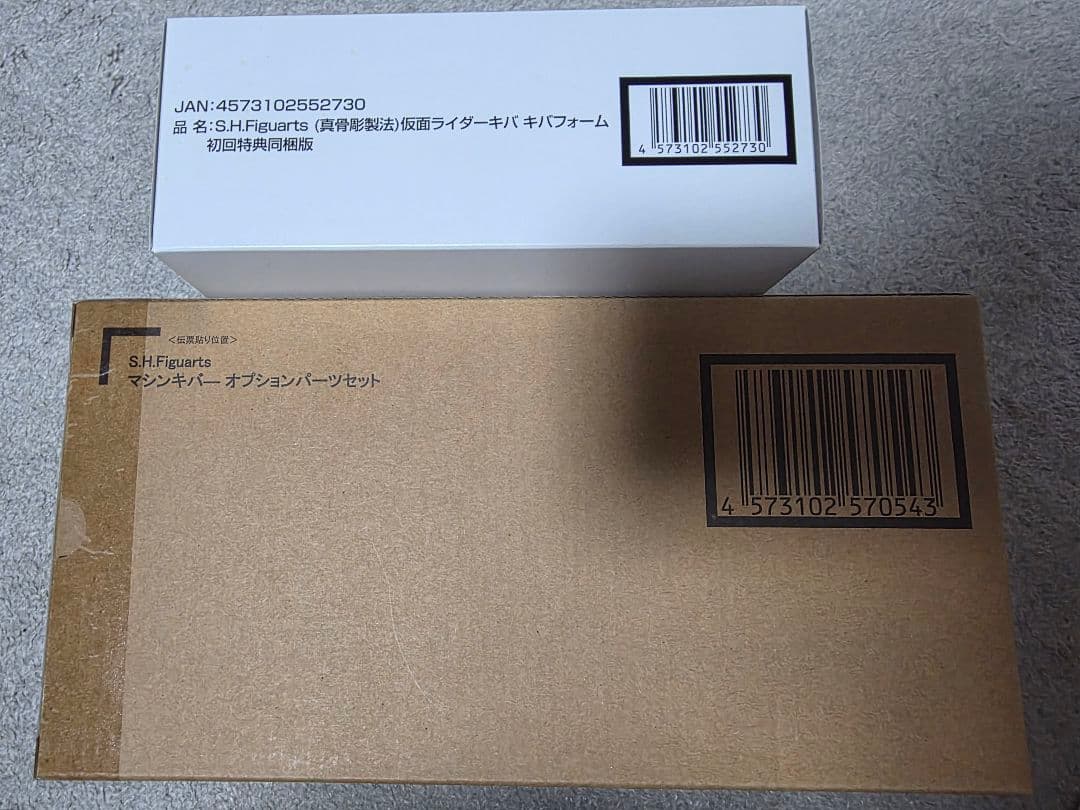 JAN:4573102552730
品 名:S.H.Figuarts (真骨彫製法)仮面ライダーキバ キバフォーム
初回特典同梱版
4 573102 552730
<伝票貼り位置>
S.H.Figuarts
マシンキバー オプションパーツセット
4 573102 570543